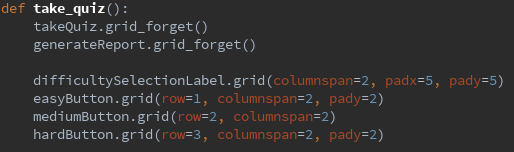 def take_quiz():
    takeQuiz.grid_forget()
    generateReport.grid_forget()

    difficultySelectionLabel.grid(columnspan=2, padx=5, pady=5)
    easyButton.grid(row=1, columnspan=2, pady=2)
    mediumButton.grid(row=2, columnspan=2)
    hardButton.grid(row=3, columnspan=2, pady=2)